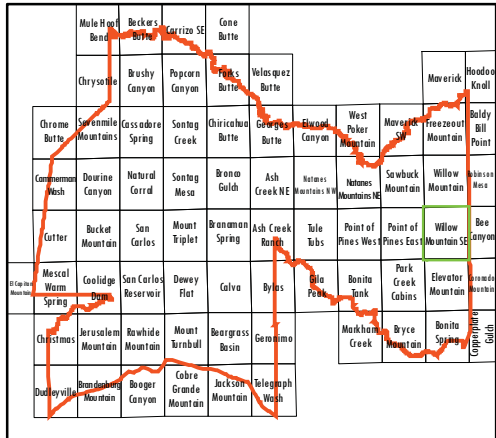 Mule Hoof
Bend
Beckers
Butte
Carrizo SE
Cone
Butte
Chrysotile
Brushy
Canyon
Popcorn
Canyon
Forks
Butte
Velasquez
Butte
Maverick
Hoodoo
Knoll
Chrome
Butte
Sevenmile
Mountains
Cassadore
Spring
Sontag
Creek
Chiricahua
Butte
Georges
Butte
Elwood
Canyon
West
Poker
Mountain
Maverick
SW
Freezeout
Mountain
Baldy
Bill
Point
Cammerman
Wash
Dourine
Canyon
Natural
Corral
Sontag
Mesa
Bronco
Gulch
Ash
Creek NE
Natanes
Mountains NW
Natanes
Mountains NE
Sawbuck
Mountain
Willow
Mountain
Robinson
Mesa
Cutter
Bucket
Mountain
San
Carlos
Mount
Triplet
Branaman
Spring
Ash Creek
Ranch
Tule
Tubs
Point of
Pines West
Point of
Pines East
Willow
Mountain SE
Bee
Canyon
El Capitan
Mountain
Mescal
Warm
Spring
Coolidge
Dam
San Carlos
Reservoir
Dewey
Flat
Calva
Bylas
Gila
Peak
Bonita
Tank
Park
Creek
Cabins
Elevator
Mountain
Coronado
Mountain
Christmas
Jerusalem
Mountain
Rawhide
Mountain
Mount
Turnbull
Beargrass
Basin
Geronimo
Markham
Creek
Bryce
Mountain
Bonita
Spring
Copperplate
Gulch
Dudleyville
Brandenburg
Mountain
Booger
Canyon
Cobre
Grande
Mountain
Jackson
Mountain
Telegraph
Wash